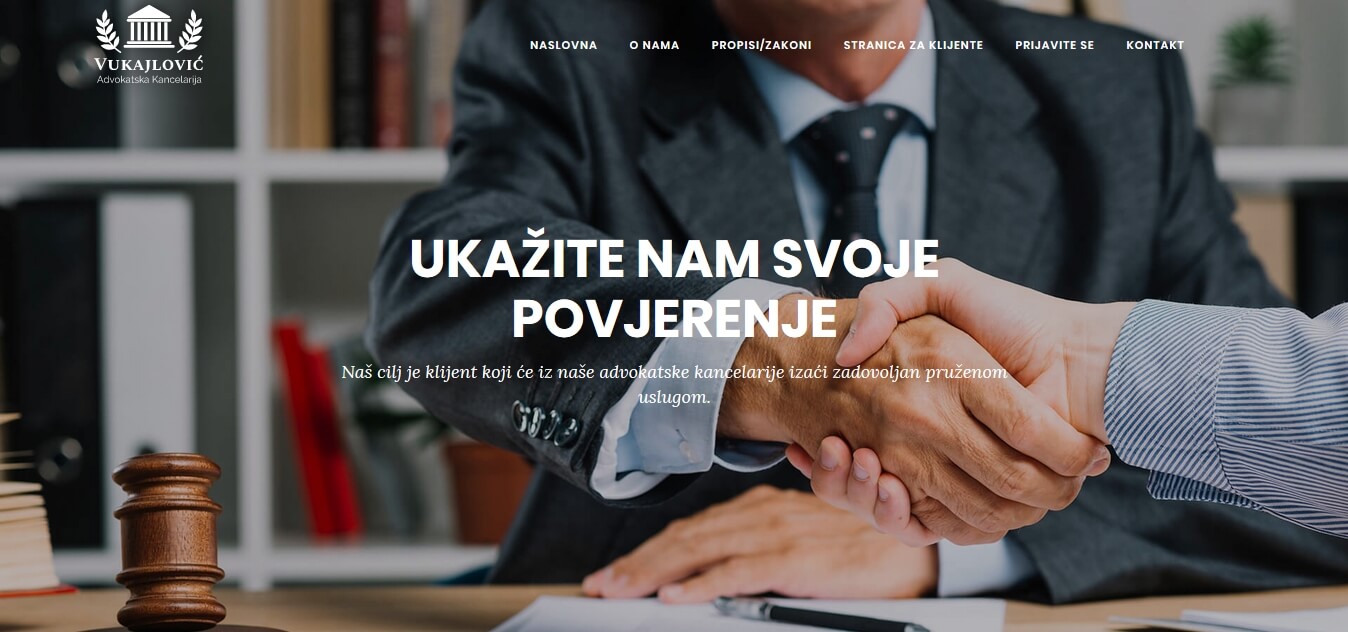 VUKAJLOVIĆ
Advokatska Kancelarija
NASLOVNA O NAMA PROPISI/ZAKONI STRANICA ZA KLIJENTE PRIJAVITE SE KONTAKT
UKAŽITE NAM SVOJE
POVJERENJE
Naš cilj je klijent koji će iz naše advokatske kancelarije izaći zadovoljan pruženom
uslugom.